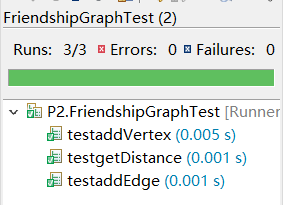 FriendshipGraphTest (2)
Runs: 3/3 Errors: 0 Failures: 0
P2.FriendshipGraphTest [Runner
testaddVertex (0.005 s)
testgetDistance (0.001 s)
testaddEdge (0.001 s)